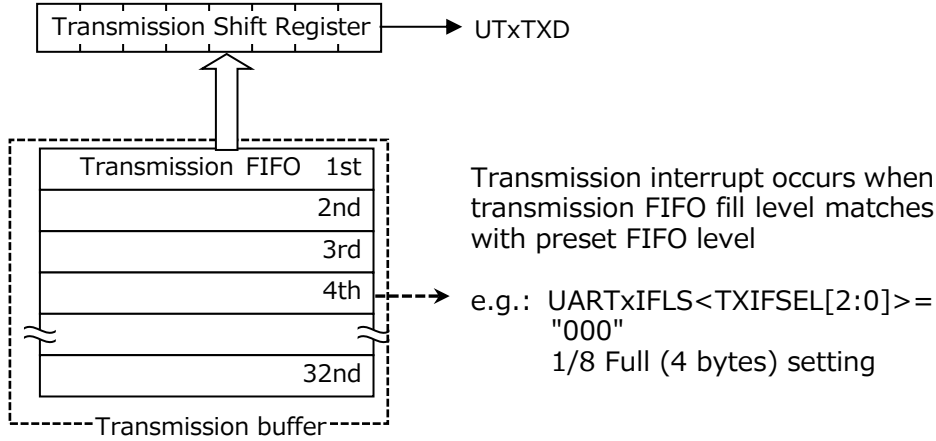 Transmission Shift Register
UTxTXD
Transmission FIFO 1st
2nd
3rd
4th
32nd
Transmission buffer
Transmission interrupt occurs when
transmission FIFO fill level matches
with preset FIFO level
e.g.: UARTxIFLS<TXIFSEL[2:0]>=
"000"
1/8 Full (4 bytes) setting